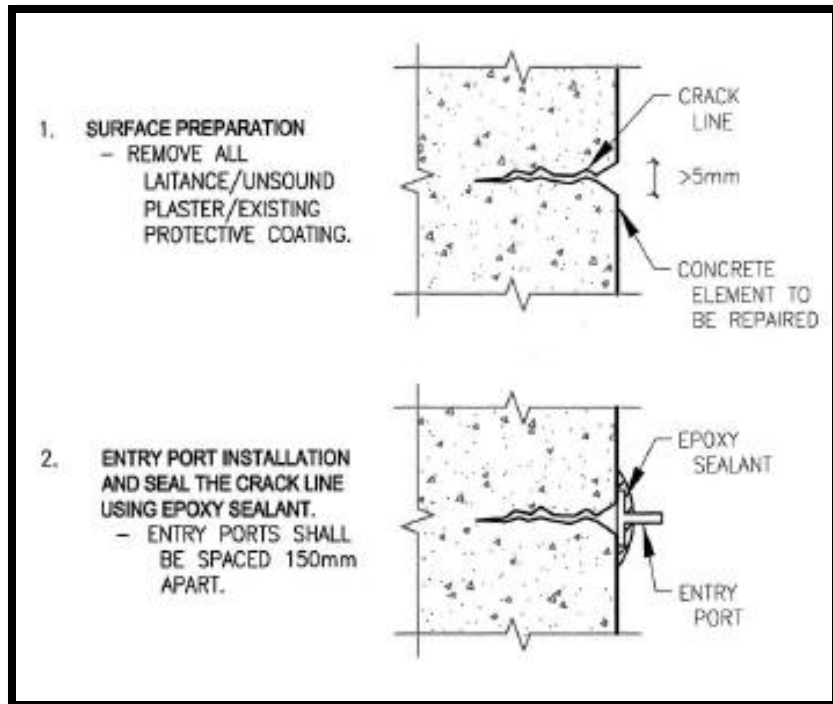 1. SURFACE PREPARATION
– REMOVE ALL
LAITANCE/UNSOUND
PLASTER/EXISTING
PROTECTIVE COATING.
CRACK
LINE
>5mm
CONCRETE
ELEMENT TO
BE REPAIRED
2. ENTRY PORT INSTALLATION
AND SEAL THE CRACK LINE
USING EPOXY SEALANT.
– ENTRY PORTS SHALL
BE SPACED 150mm
APART.
EPOXY
SEALANT
ENTRY
PORT